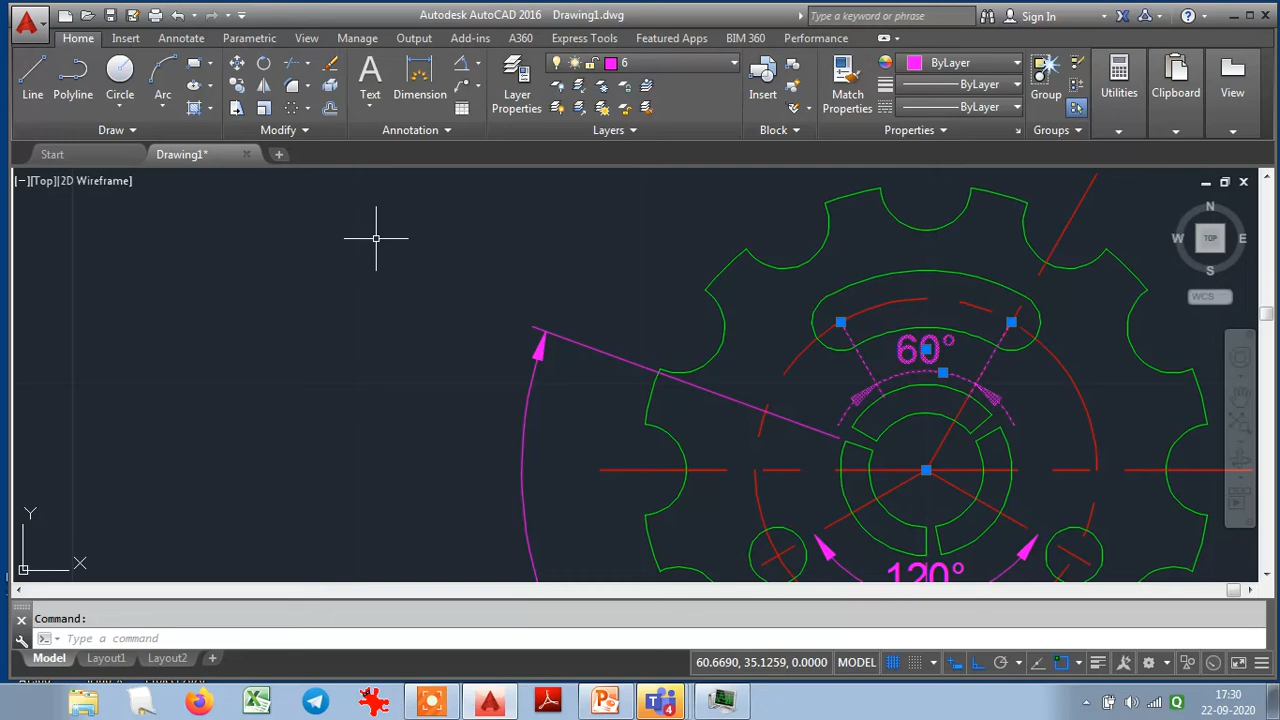 Autodesk AutoCAD 2016 Drawing1.dwg
Type a keyword or phrase
Sign In
Home Insert Annotate Parametric View Manage Output Add-ins A360 Express Tools Featured Apps BIM 360 Performance
Line
Polyline
Circle
Arc
Text
Dimension
Layer
Properties
6
Insert
Match
Properties
ByLayer
ByLayer
ByLayer
Group
Utilities
Clipboard
View
Draw
Modify
Annotation
Layers
Block
Properties
Groups
Start
Drawing1*
[−][Top][2D Wireframe]
N
W
TOP
E
S
WCS
60°
120°
Y
X
Command:
Type a command
Model Layout1 Layout2
60.6690, 35.1259, 0.0000 MODEL
4
17:30
22-09-2020